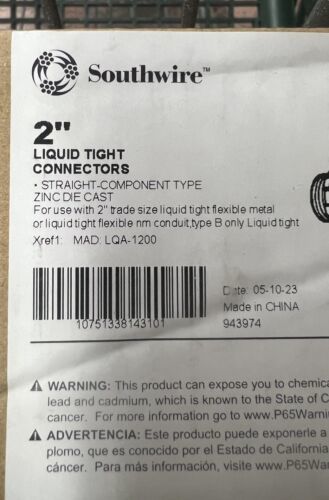 Southwire™
2"
LIQUID TIGHT
CONNECTORS
• STRAIGHT-COMPONENT TYPE
ZINC DIE CAST
For use with 2" trade size liquid tight flexible metal
or liquid tight flexible nm conduit,type B only Liquid tight
Xref1: MAD: LQA-1200
Date: 05-10-23
Made in CHINA
10751338143101
943974
⚠ WARNING: This product can expose you to chemica
lead and cadmium, which is known to the State of C
cancer. For more information go to www.P65Warni
⚠ ADVERTENCIA: Este producto puede exponerle a
plomo, que es conocido por el Estado de California
cáncer. Para más información, visite www.P65W